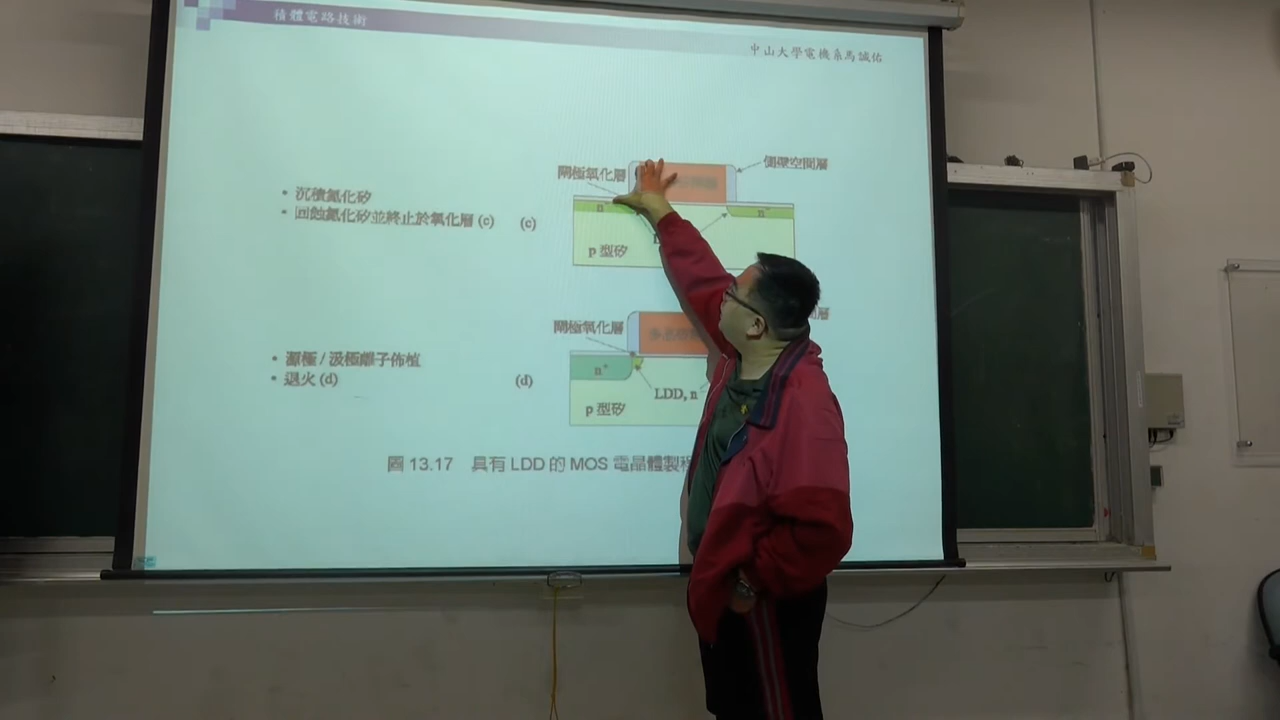 積體電路技術
中山大學電機系馬誠佑
側壁空間層
閘極氧化層
• 沉積氮化矽
• 回蝕氮化矽並終止於氧化層 (c)
(c)
n
n
p 型矽
閘極氧化層
層
• 源極 / 汲極離子佈植
• 退火 (d)
(d)
n+
LDD, n
p 型矽
圖 13.17 具有 LDD 的 MOS 電晶體製程